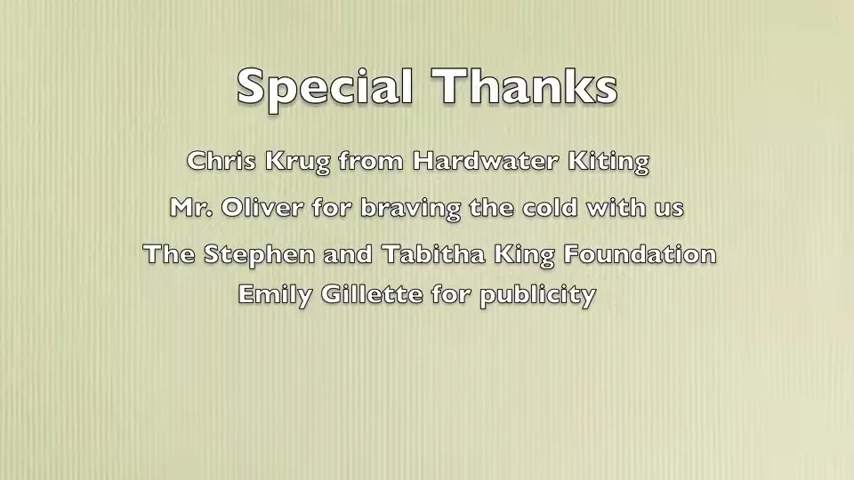 Special Thanks
Chris Krug from Hardwater Kiting
Mr. Oliver for braving the cold with us
The Stephen and Tabitha King Foundation
Emily Gillette for publicity